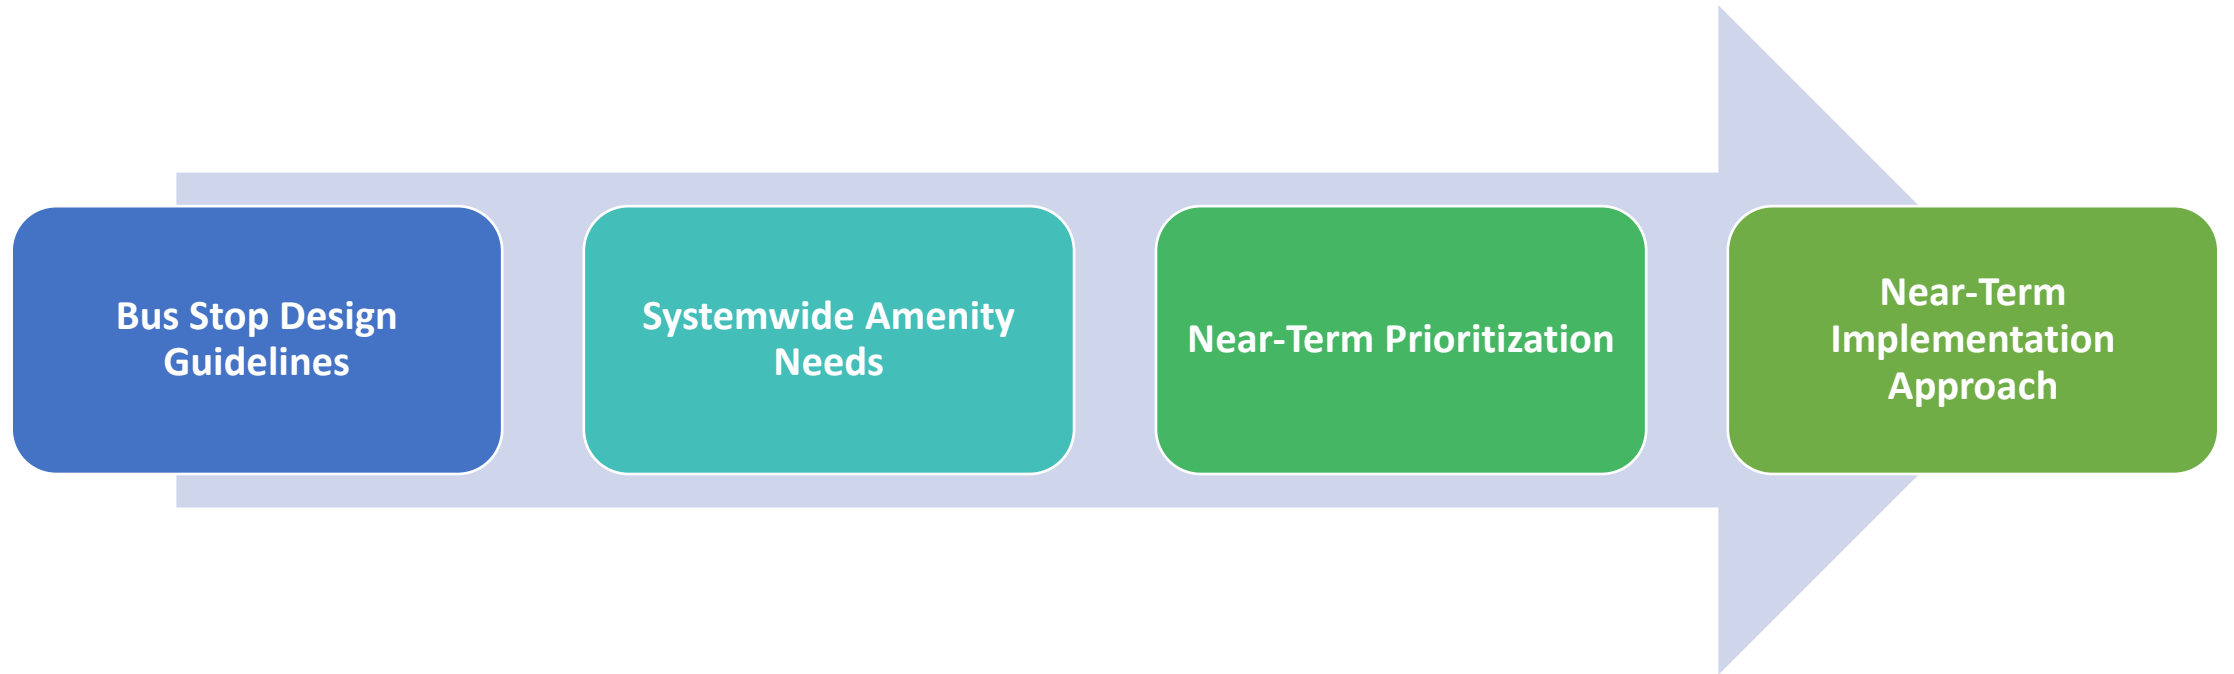 Bus Stop Design
Guidelines
Systemwide Amenity
Needs
Near-Term Prioritization
Near-Term
Implementation
Approach